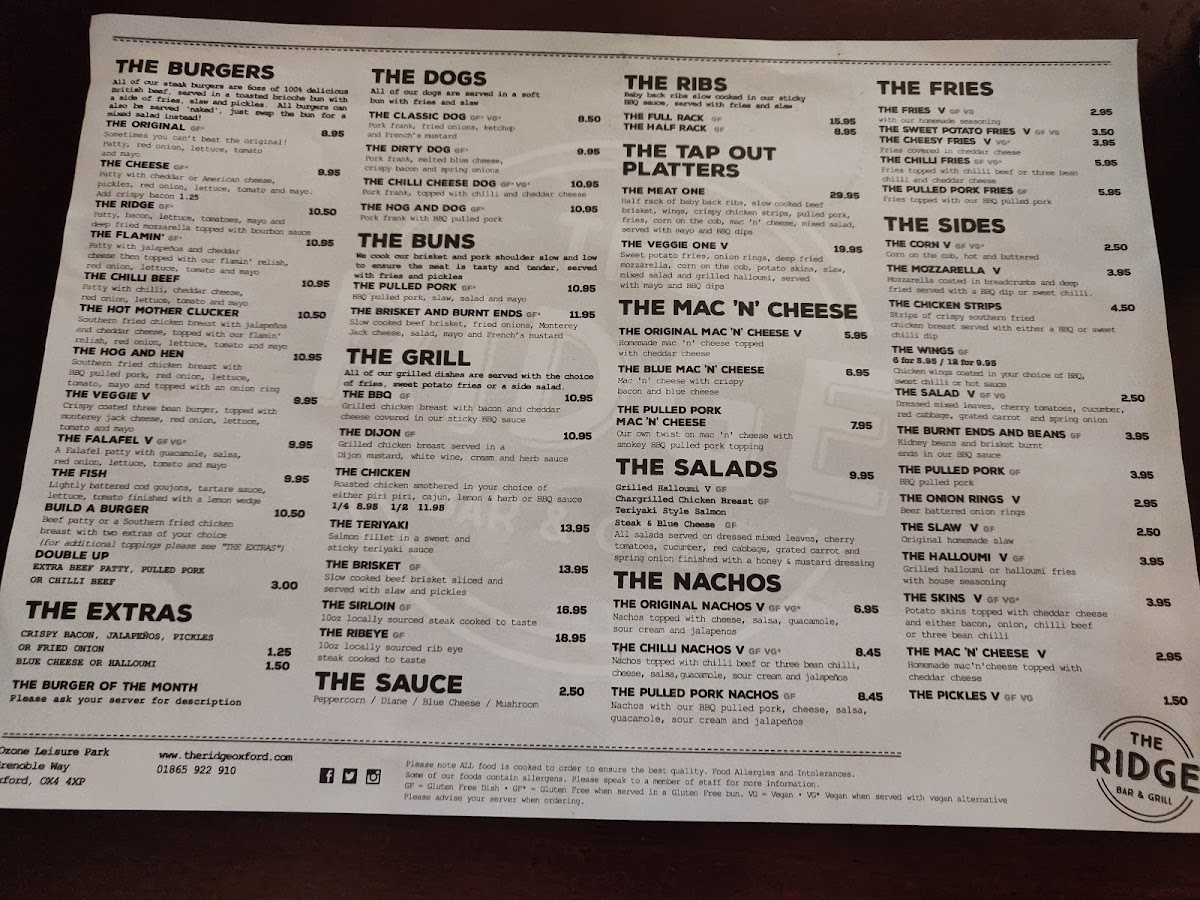 THE BURGERS
All of our steak burgers are 6ozs of 100% delicious
British beef, served in a toasted brioche bun with
a side of fries, slaw and pickles. All burgers can
also be served 'naked', just swap the bun for a
mixed salad instead!
THE ORIGINAL GF* 8.95
Sometimes you can't beat the original!
Patty, red onion, lettuce, tomato
and mayo
THE CHEESE GF* 9.95
Patty with cheddar or American cheese,
pickles, red onion, lettuce, tomato and mayo.
Add crispy bacon 1.25
THE RIDGE GF* 10.50
Patty, bacon, lettuce, tomatoes, mayo and
deep fried mozzarella topped with bourbon sauce
THE FLAMIN' GF* 10.95
Patty with jalapeños and cheddar
cheese then topped with our flamin' relish,
red onion, lettuce, tomato and mayo
THE CHILLI BEEF 10.95
Patty with chilli, cheddar cheese,
red onion, lettuce, tomato and mayo
THE HOT MOTHER CLUCKER 10.50
Southern fried chicken breast with jalapeños
and cheddar cheese, topped with our flamin'
relish, red onion, lettuce, tomato and mayo
THE HOG AND HEN 10.95
Southern fried chicken breast with
BBQ pulled pork, red onion, lettuce,
tomato, mayo and topped with an onion ring
THE VEGGIE V 9.95
Crispy coated three bean burger, topped with
monterey jack cheese, red onion, lettuce,
tomato and mayo
THE FALAFEL V GF VG* 9.95
A Falafel patty with guacamole, salsa,
red onion, lettuce, tomato and mayo
THE FISH 9.95
Lightly battered cod goujons, tartare sauce,
lettuce, tomato finished with a lemon wedge
BUILD A BURGER 10.50
Beef patty or a Southern fried chicken
breast with two extras of your choice
(for additional toppings please see "THE EXTRAS")
DOUBLE UP
EXTRA BEEF PATTY, PULLED PORK
OR CHILLI BEEF 3.00
THE EXTRAS
CRISPY BACON, JALAPEÑOS, PICKLES
OR FRIED ONION 1.25
BLUE CHEESE OR HALLOUMI 1.50
THE BURGER OF THE MONTH
Please ask your server for description
THE DOGS
All of our dogs are served in a soft
bun with fries and slaw
THE CLASSIC DOG GF* VG* 8.50
Pork frank, fried onions, ketchup
and French's mustard
THE DIRTY DOG GF* 9.95
Pork frank, melted blue cheese,
crispy bacon and spring onions
THE CHILLI CHEESE DOG GF* VG* 10.95
Pork frank, topped with chilli and cheddar cheese
THE HOG AND DOG GF* 10.95
Pork frank with BBQ pulled pork
THE BUNS
We cook our brisket and pork shoulder slow and low
to ensure the meat is tasty and tender, served
with fries and pickles
THE PULLED PORK GF* 10.95
BBQ pulled pork, slaw, salad and mayo
THE BRISKET AND BURNT ENDS GF* 11.95
Slow cooked beef brisket, fried onions, Monterey
Jack cheese, salad, mayo and French's mustard
THE GRILL
All of our grilled dishes are served with the choice
of fries, sweet potato fries or a side salad.
THE BBQ GF 10.95
Grilled chicken breast with bacon and cheddar
cheese covered in our sticky BBQ sauce
THE DIJON GF 10.95
Grilled chicken breast served in a
Dijon mustard, white wine, cream and herb sauce
THE CHICKEN
Roasted chicken smothered in your choice of
either piri piri, cajun, lemon & herb or BBQ sauce
1/4 8.95 1/2 11.95
THE TERIYAKI 13.95
Salmon fillet in a sweet and
sticky teriyaki sauce
THE BRISKET GF 13.95
Slow cooked beef brisket sliced and
served with slaw and pickles
THE SIRLOIN GF 16.95
10oz locally sourced steak cooked to taste
THE RIBEYE GF 18.95
10oz locally sourced rib eye
steak cooked to taste
THE SAUCE 2.50
Peppercorn / Diane / Blue Cheese / Mushroom
THE RIBS
Baby back ribs slow cooked in our sticky
BBQ sauce, served with fries and slaw
THE FULL RACK GF 15.95
THE HALF RACK GF 8.95
THE TAP OUT
PLATTERS
THE MEAT ONE 29.95
Half rack of baby back ribs, slow cooked beef
brisket, wings, crispy chicken strips, pulled pork,
fries, corn on the cob, mac 'n' cheese, mixed salad,
served with mayo and BBQ dips
THE VEGGIE ONE V 19.95
Sweet potato fries, onion rings, deep fried
mozzarella, corn on the cob, potato skins, slaw,
mixed salad and grilled halloumi, served
with mayo and BBQ dips
THE MAC 'N' CHEESE
THE ORIGINAL MAC 'N' CHEESE V 5.95
Homemade mac 'n' cheese topped
with cheddar cheese
THE BLUE MAC 'N' CHEESE 6.95
Mac 'n' cheese with crispy
bacon and blue cheese
THE PULLED PORK
MAC 'N' CHEESE 7.95
Our own twist on mac 'n' cheese with
smokey BBQ pulled pork topping
THE SALADS 9.95
Grilled Halloumi V GF
Chargrilled Chicken Breast GF
Teriyaki Style Salmon
Steak & Blue Cheese GF
All salads served on dressed mixed leaves, cherry
tomatoes, cucumber, red cabbage, grated carrot and
spring onion finished with a honey & mustard dressing
THE NACHOS
THE ORIGINAL NACHOS V GF VG* 6.95
Nachos topped with cheese, salsa, guacamole,
sour cream and jalapenos
THE CHILLI NACHOS V GF VG* 8.45
Nachos topped with chilli beef or three bean chilli,
cheese, salsa, guacamole, sour cream and jalapeños
THE PULLED PORK NACHOS GF 8.45
Nachos with our BBQ pulled pork, cheese, salsa,
guacamole, sour cream and jalapeños
THE FRIES
THE FRIES V GF VG 2.95
with our homemade seasoning
THE SWEET POTATO FRIES V GF VG 3.50
THE CHEESY FRIES V VG* 3.95
Fries covered in cheddar cheese
THE CHILLI FRIES GF VG* 5.95
Fries topped with chilli beef or three bean
chilli and cheddar cheese
THE PULLED PORK FRIES GF 5.95
Fries topped with our BBQ pulled pork
THE SIDES
THE CORN V GF VG* 2.50
Corn on the cob, hot and buttered
THE MOZZARELLA V 3.95
Mozzarella coated in breadcrumbs and deep
fried served with a BBQ dip or sweet chilli.
THE CHICKEN STRIPS 4.50
Strips of crispy southern fried
chicken breast served with either a BBQ or sweet
chilli dip
THE WINGS GF
6 for 5.95 / 12 for 9.95
Chicken wings coated in your choice of BBQ,
sweet chilli or hot sauce
THE SALAD V GF VG 2.50
Dressed mixed leaves, cherry tomatoes, cucumber,
red cabbage, grated carrot and spring onion
THE BURNT ENDS AND BEANS GF 3.95
Kidney beans and brisket burnt
ends in our BBQ sauce
THE PULLED PORK GF 3.95
BBQ pulled pork
THE ONION RINGS V 2.95
Beer battered onion rings
THE SLAW V GF 2.50
Original homemade slaw
THE HALLOUMI V GF 3.95
Grilled halloumi or halloumi fries
with house seasoning
THE SKINS V GF VG* 3.95
Potato skins topped with cheddar cheese
and either bacon, onion, chilli beef
or three bean chilli
THE MAC 'N' CHEESE V 2.95
Homemade mac'n'cheese topped with
cheddar cheese
THE PICKLES V GF VG 1.50
Ozone Leisure Park
Grenoble Way
xford, OX4 4XP
www.theridgeoxford.com
01865 922 910
Please note ALL food is cooked to order to ensure the best quality. Food Allergies and Intolerances.
Some of our foods contain allergens. Please speak to a member of staff for more information.
GF = Gluten Free Dish • GF* = Gluten Free when served in a Gluten Free bun. VG = Vegan • VG* Vegan when served with vegan alternative
Please advise your server when ordering.
THE
RIDGE
BAR & GRILL